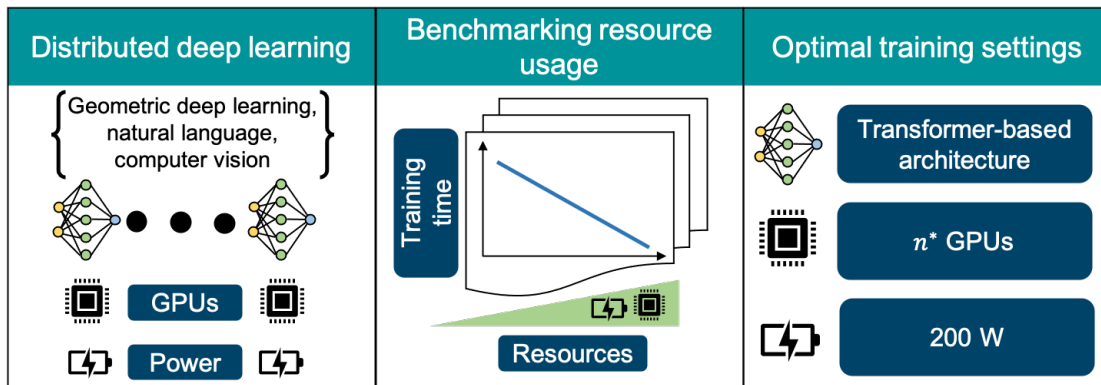 Distributed deep learning
Geometric deep learning,
natural language,
computer vision
GPUs
Power
Benchmarking resource
usage
Training
time
Resources
Optimal training settings
Transformer-based
architecture
n* GPUs
200 W